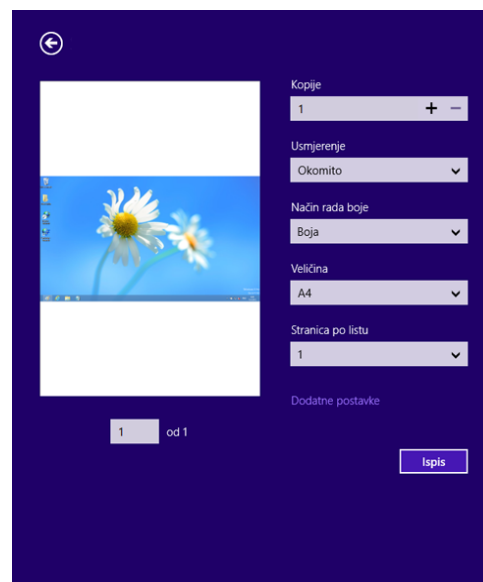 Kopije
1
Usmjerenje
Okomito
Način rada boje
Boja
Veličina
A4
Stranica po listu
1
Dodatne postavke
1 od 1
Ispis